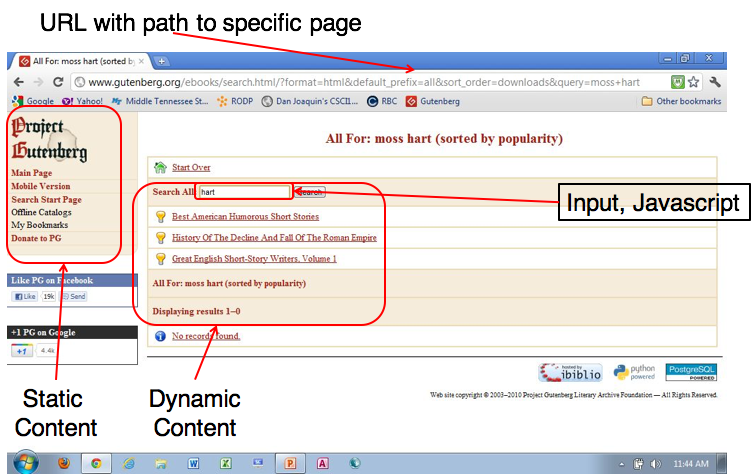 URL with path to specific page
All For: moss hart (sorted by
www.gutenberg.org/ebooks/search.html/?format=html&default_prefix=all&sort_order=downloads&query=moss+hart
Google Yahoo! Middle Tennessee St... RODP Dan Joaquin's CSCI... RBC Gutenberg Other bookmarks
Project
Gutenberg
Main Page
Mobile Version
Search Start Page
Offline Catalogs
My Bookmarks
Donate to PG
Like PG on Facebook
Like 19k Send
+1 PG on Google
+1 4.4k
All For: moss hart (sorted by popularity)
Start Over
Search All hart Search
Input, Javascript
Best American Humorous Short Stories
History Of The Decline And Fall Of The Roman Empire
Great English Short-Story Writers, Volume 1
All For: moss hart (sorted by popularity)
Displaying results 1–0
No records found.
hosted by
ibiblio
python
powered
PostgreSQL
POWERED
Web site copyright © 2003–2010 Project Gutenberg Literary Archive Foundation — All Rights Reserved.
Static
Content
Dynamic
Content
11:44 AM